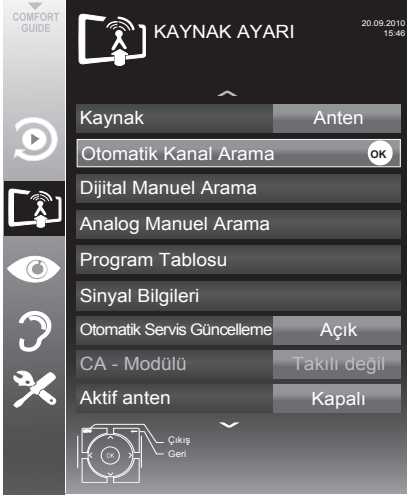 COMFORT
GUIDE
KAYNAK AYARI
20.09.2010
15:46
Kaynak Anten
Otomatik Kanal Arama OK
Dijital Manuel Arama
Analog Manuel Arama
Program Tablosu
Sinyal Bilgileri
Otomatik Servis Güncelleme Açık
CA - Modülü Takılı değil
Aktif anten Kapalı
Çıkış
Geri
OK